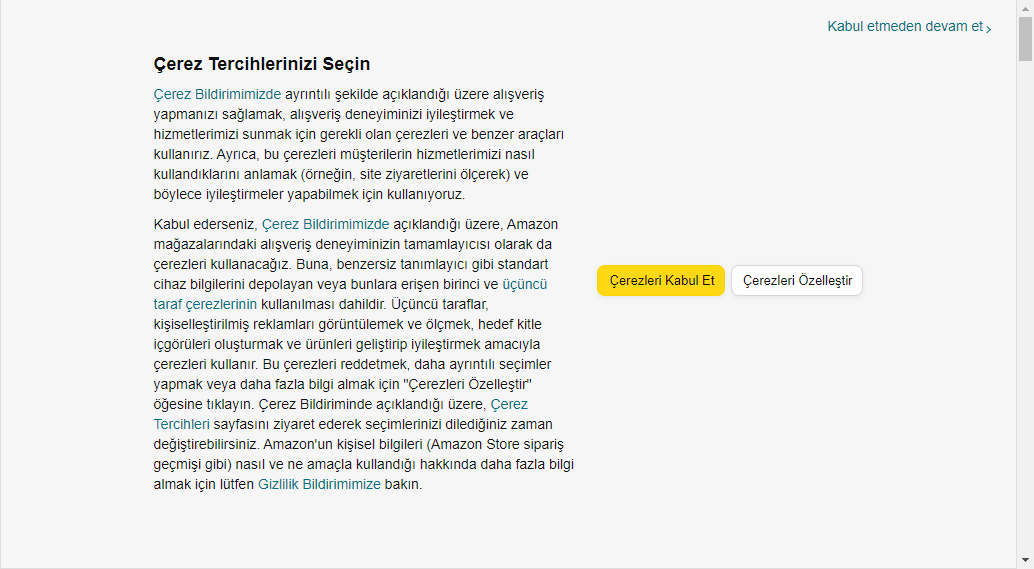 Kabul etmeden devam et ›
Çerez Tercihlerinizi Seçin
Çerez Bildirimimizde ayrıntılı şekilde açıklandığı üzere alışveriş
yapmanızı sağlamak, alışveriş deneyiminizi iyileştirmek ve
hizmetlerimizi sunmak için gerekli olan çerezleri ve benzer araçları
kullanırız. Ayrıca, bu çerezleri müşterilerin hizmetlerimizi nasıl
kullandıklarını anlamak (örneğin, site ziyaretlerini ölçerek) ve
böylece iyileştirmeler yapabilmek için kullanıyoruz.
Kabul ederseniz, Çerez Bildirimimizde açıklandığı üzere, Amazon
mağazalarındaki alışveriş deneyiminizin tamamlayıcısı olarak da
çerezleri kullanacağız. Buna, benzersiz tanımlayıcı gibi standart
cihaz bilgilerini depolayan veya bunlara erişen birinci ve üçüncü
taraf çerezlerinin kullanılması dahildir. Üçüncü taraflar,
kişiselleştirilmiş reklamları görüntülemek ve ölçmek, hedef kitle
içgörüleri oluşturmak ve ürünleri geliştirip iyileştirmek amacıyla
çerezleri kullanır. Bu çerezleri reddetmek, daha ayrıntılı seçimler
yapmak veya daha fazla bilgi almak için "Çerezleri Özelleştir"
öğesine tıklayın. Çerez Bildiriminde açıklandığı üzere, Çerez
Tercihleri sayfasını ziyaret ederek seçimlerinizi dilediğiniz zaman
değiştirebilirsiniz. Amazon'un kişisel bilgileri (Amazon Store sipariş
geçmişi gibi) nasıl ve ne amaçla kullandığı hakkında daha fazla bilgi
almak için lütfen Gizlilik Bildirimimize bakın.
Çerezleri Kabul Et
Çerezleri Özelleştir